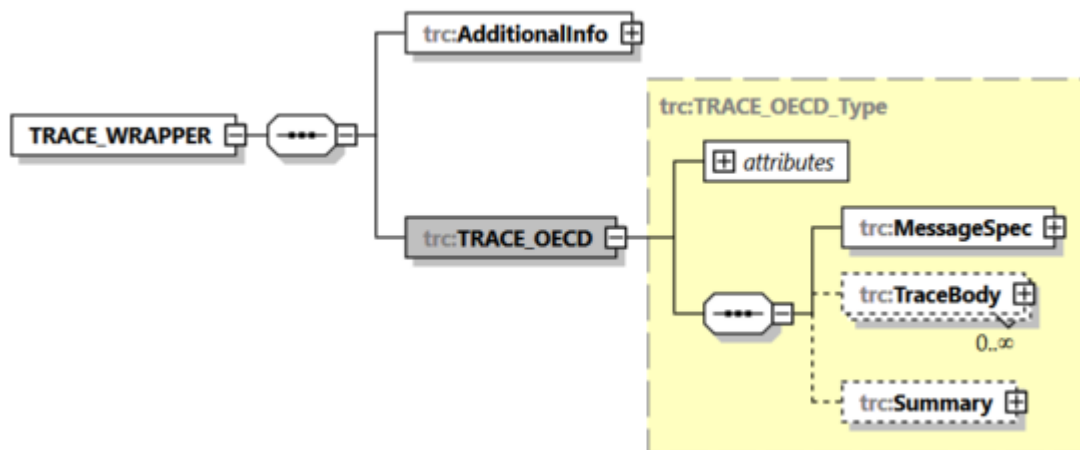 trc:AdditionalInfo
trc:TRACE_OECD_Type
TRACE_WRAPPER
attributes
trc:MessageSpec
trc:TRACE_OECD
trc:TraceBody
0..∞
trc:Summary